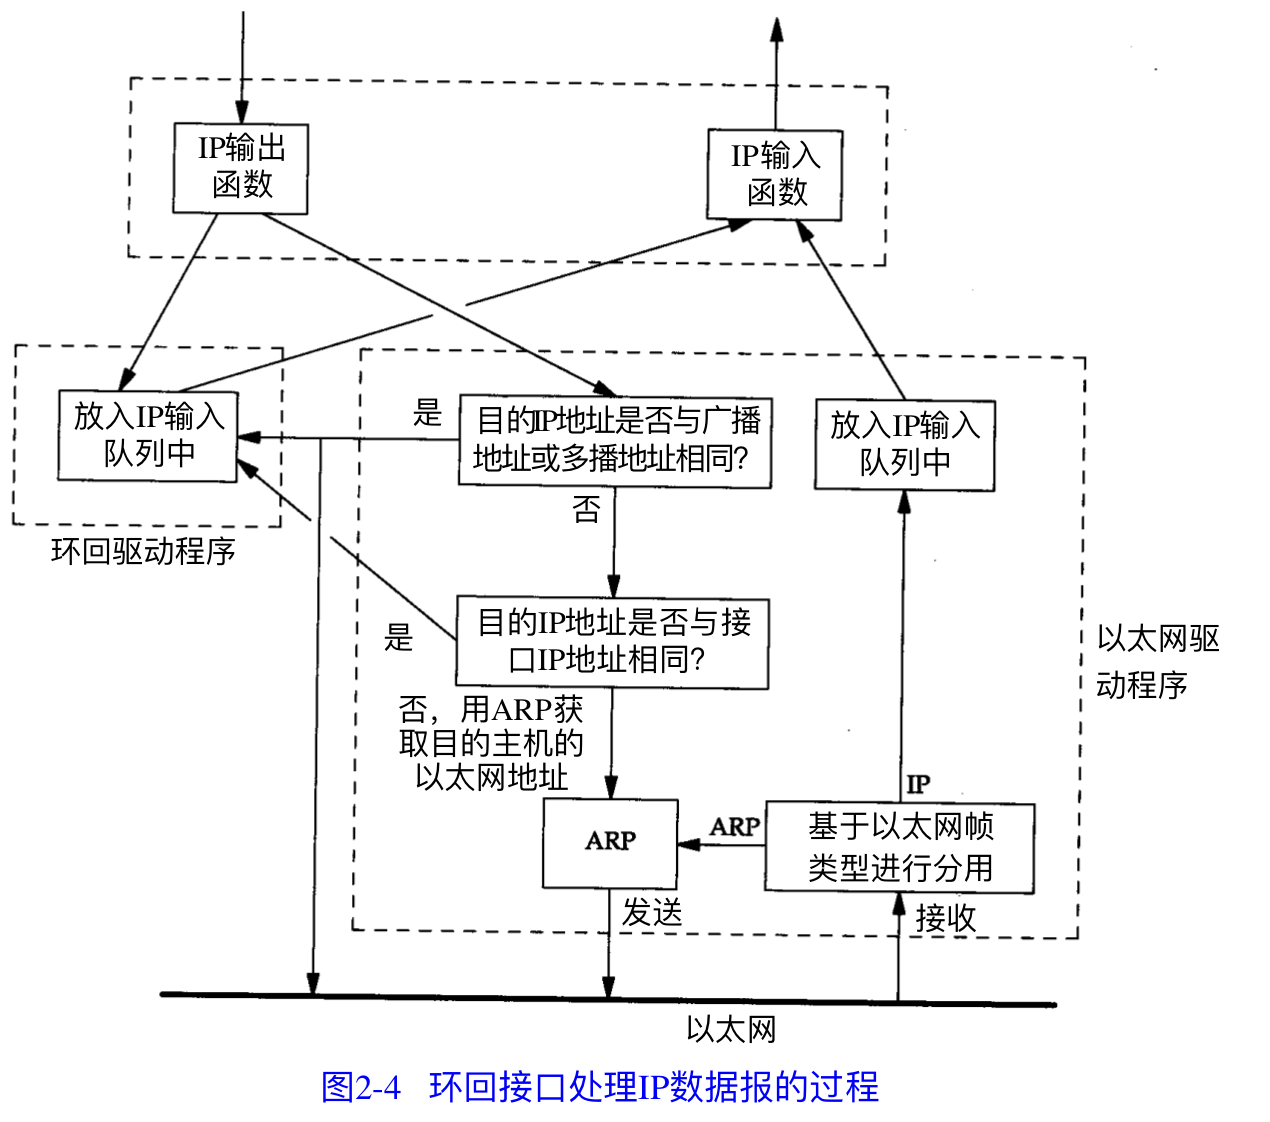 IP输出
函数
IP输入
函数
放入IP输入
队列中
环回驱动程序
是
目的IP地址是否与广播
地址或多播地址相同?
否
放入IP输入
队列中
是
目的IP地址是否与接
口IP地址相同?
以太网驱
动程序
否，用ARP获
取目的主机的
以太网地址
IP
ARP
ARP
基于以太网帧
类型进行分用
发送
接收
以太网
图2-4 环回接口处理IP数据报的过程